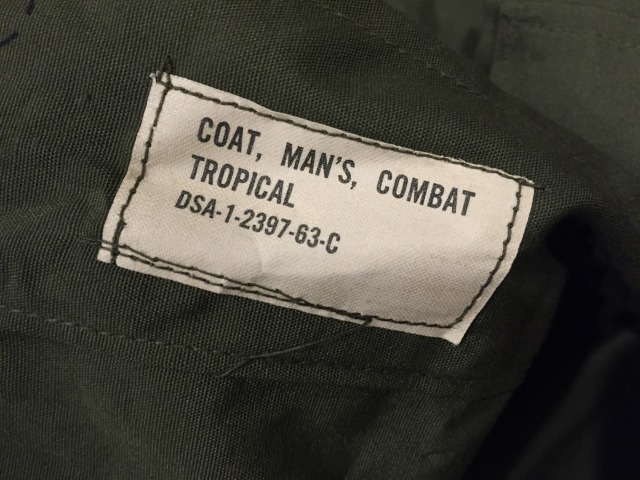 COAT, MAN'S, COMBAT
TROPICAL
DSA-1-2397-63-C